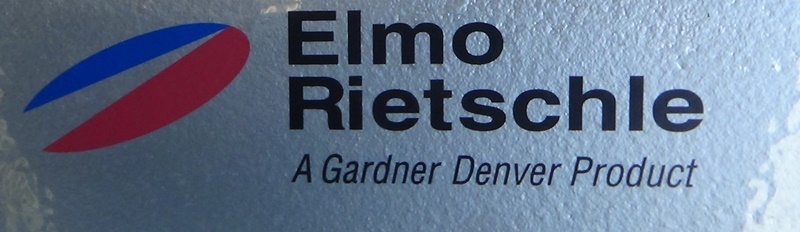 Elmo
Rietschle
A Gardner Denver Product